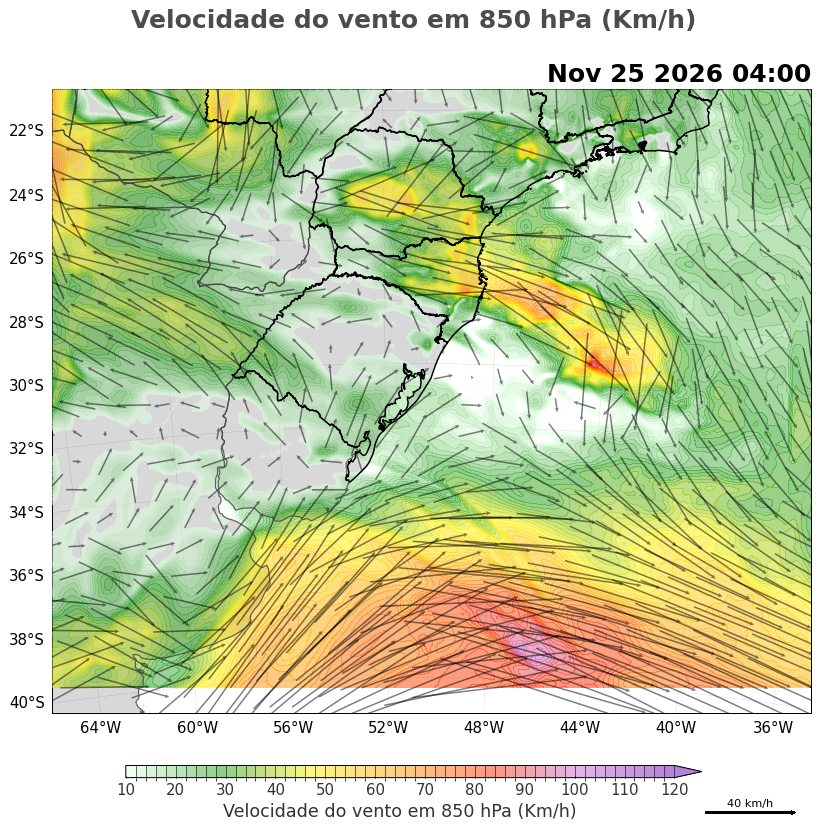 Velocidade do vento em 850 hPa (Km/h)
Nov 25 2026 04:00
22°S
24°S
26°S
28°S
30°S
32°S
34°S
36°S
38°S
40°S
64°W 60°W 56°W 52°W 48°W 44°W 40°W 36°W
10 20 30 40 50 60 70 80 90 100 110 120
Velocidade do vento em 850 hPa (Km/h)
40 km/h